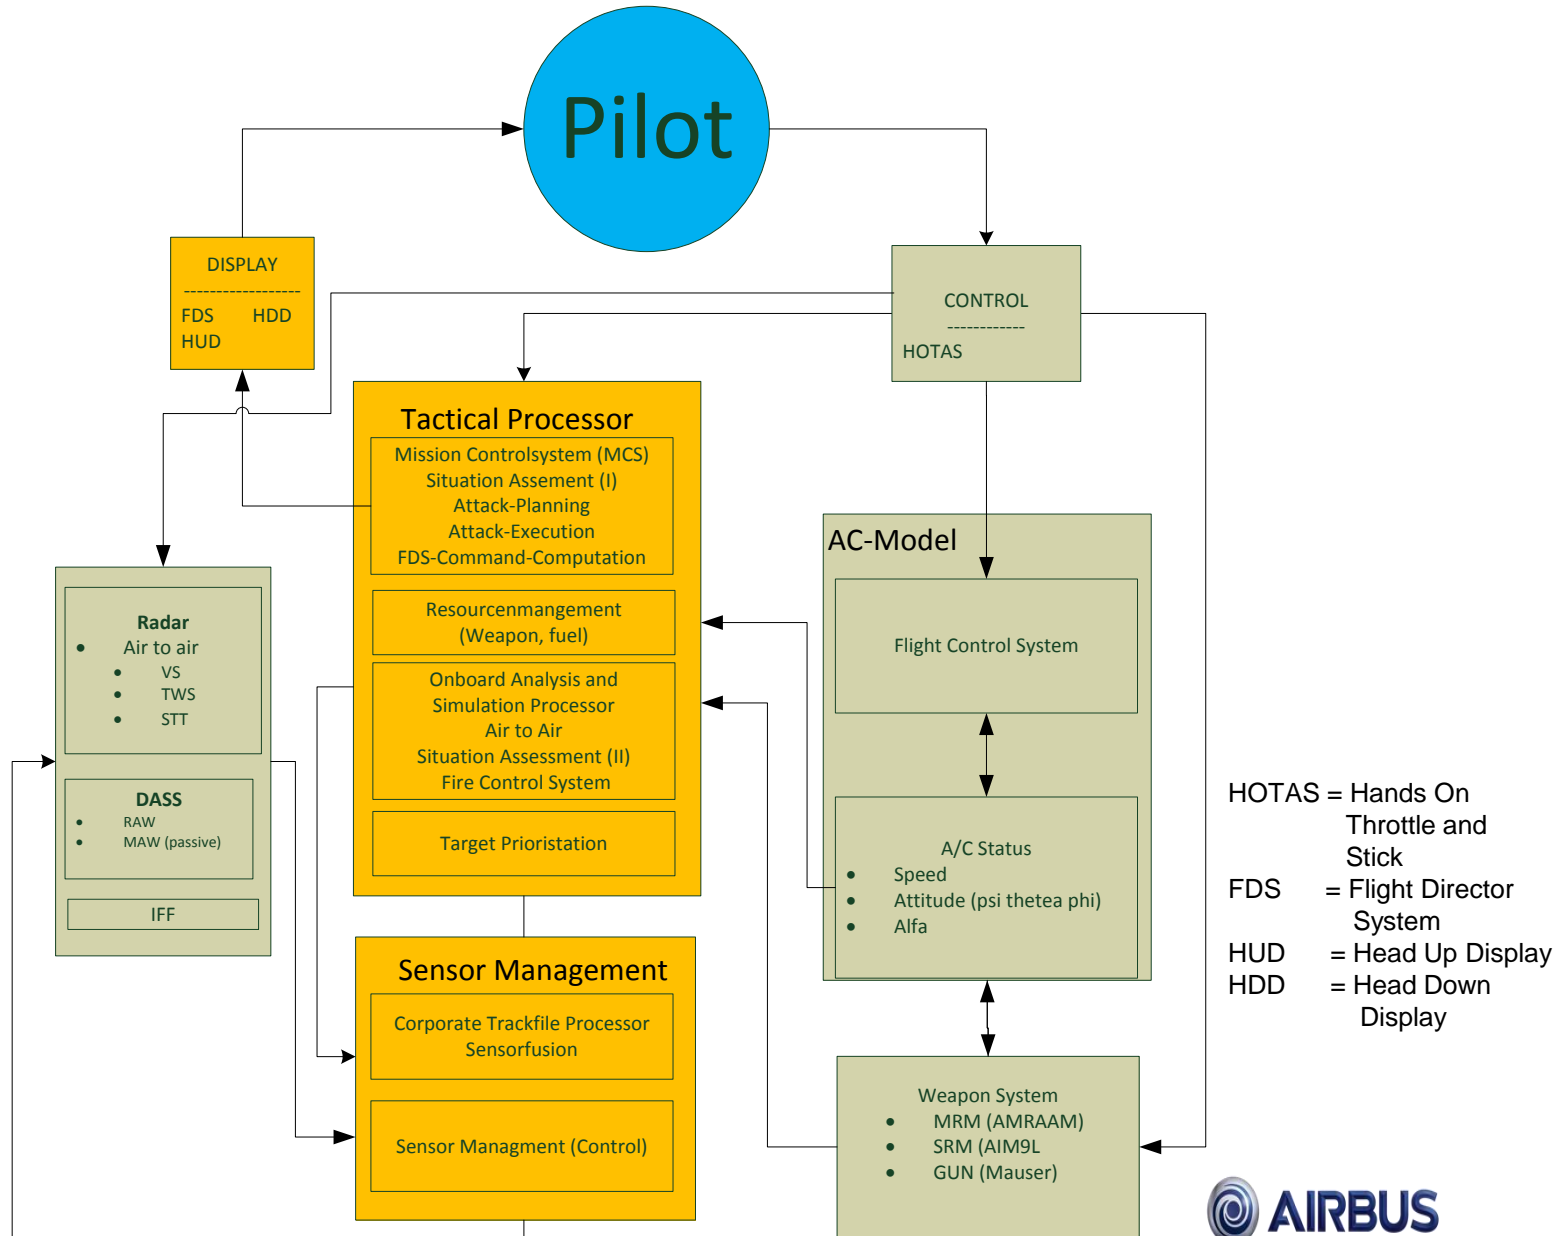 Pilot
DISPLAY
------------------
FDS HDD
HUD
CONTROL
------------
HOTAS
Tactical Processor
Mission Controlsystem (MCS)
Situation Assement (I)
Attack-Planning
Attack-Execution
FDS-Command-Computation
Resourcenmangement
(Weapon, fuel)
Onboard Analysis and
Simulation Processor
Air to Air
Situation Assessment (II)
Fire Control System
Target Prioristation
AC-Model
Flight Control System
A/C Status
• Speed
• Attitude (psi thetea phi)
• Alfa
Radar
• Air to air
• VS
• TWS
• STT
DASS
• RAW
• MAW (passive)
IFF
Sensor Management
Corporate Trackfile Processor
Sensorfusion
Sensor Managment (Control)
Weapon System
• MRM (AMRAAM)
• SRM (AIM9L
• GUN (Mauser)
HOTAS = Hands On
Throttle and
Stick
FDS = Flight Director
System
HUD = Head Up Display
HDD = Head Down
Display
AIRBUS